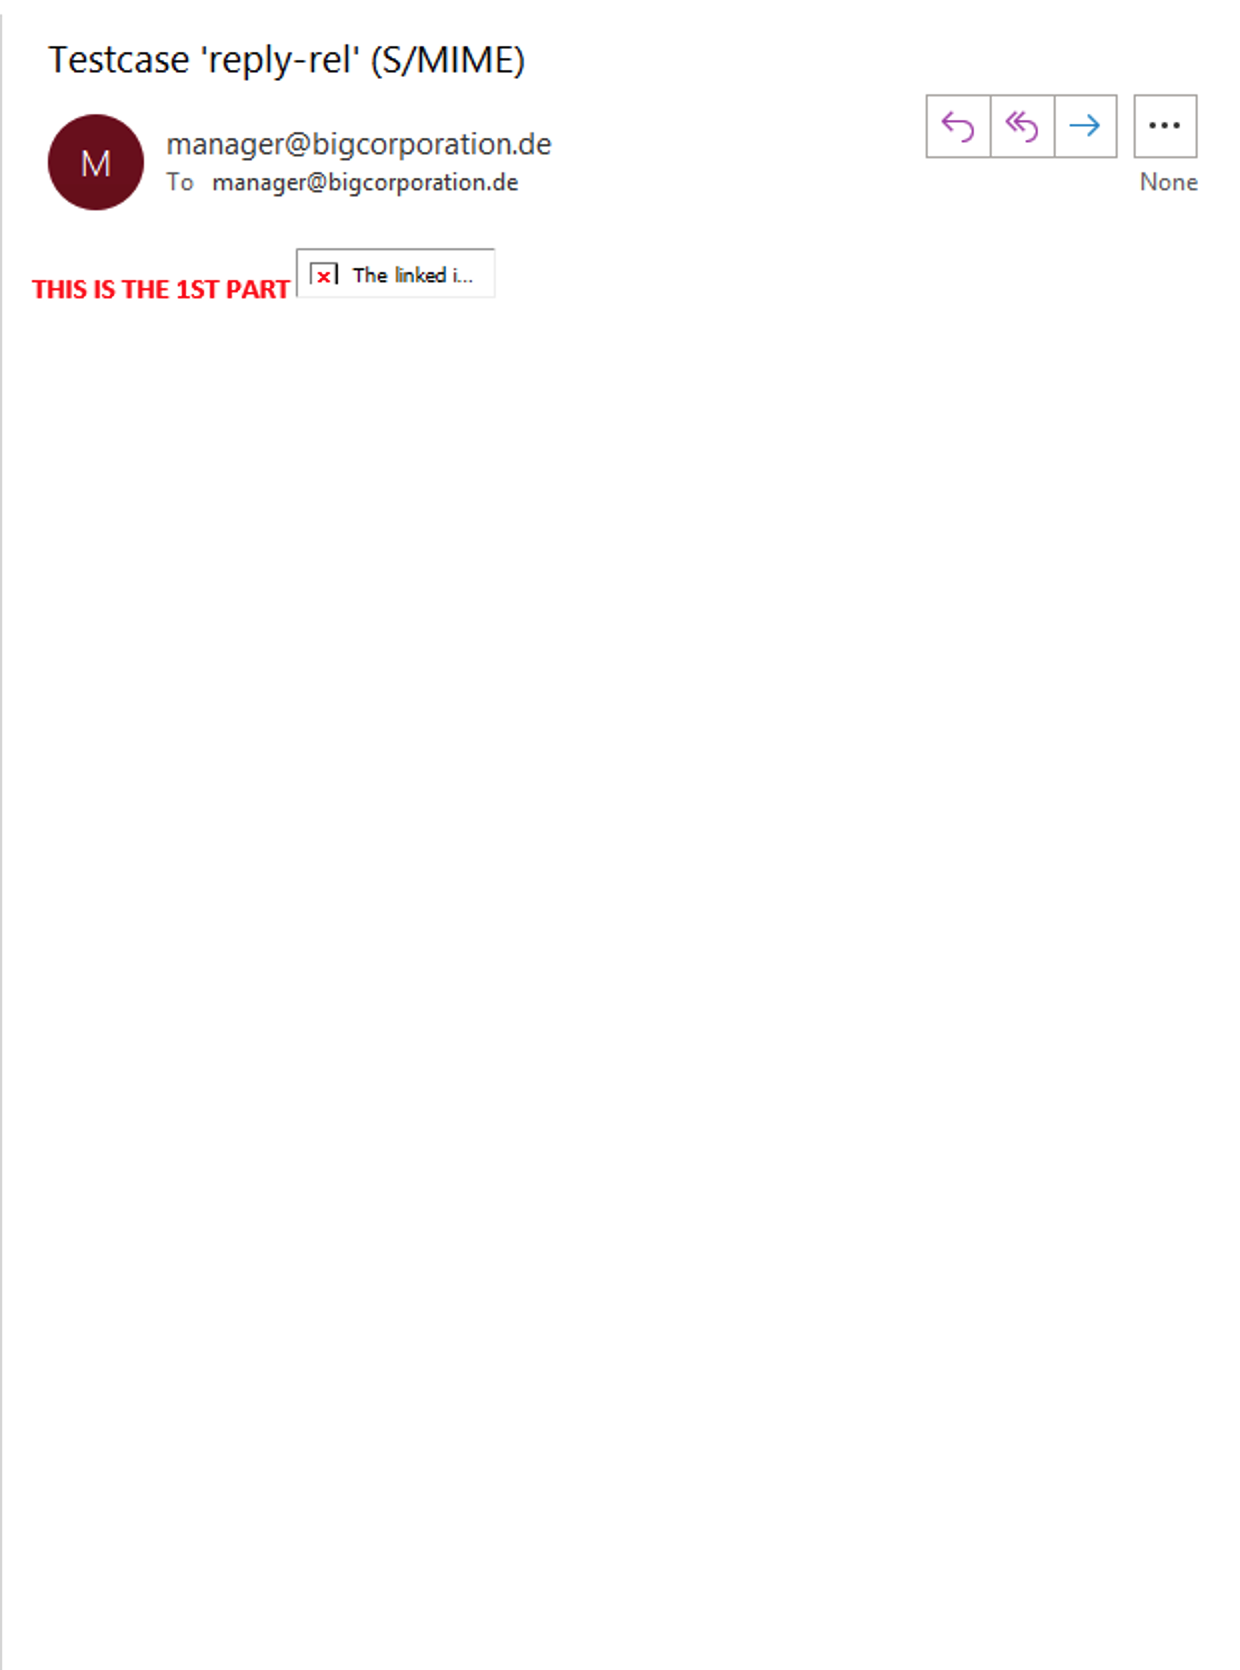 Testcase 'reply-rel' (S/MIME)
M
manager@bigcorporation.de
To manager@bigcorporation.de
None
THIS IS THE 1ST PART
The linked i...